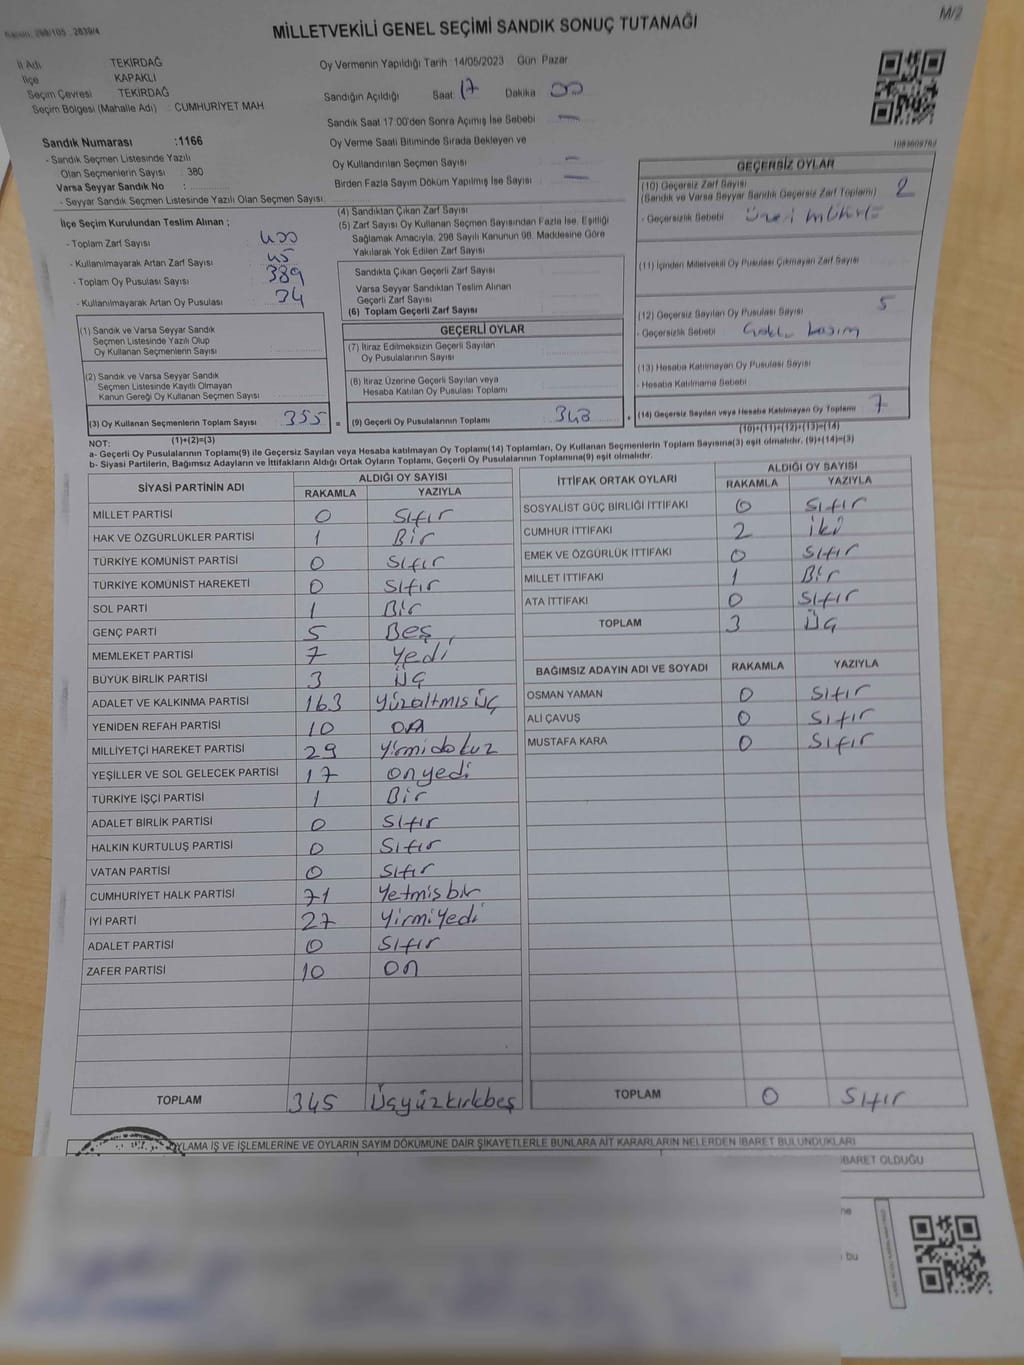 Kanun: 298/105 . 2839/4
M/2
MİLLETVEKİLİ GENEL SEÇİMİ SANDIK SONUÇ TUTANAĞI
İl Adı TEKİRDAĞ
İlçe KAPAKLI
Seçim Çevresi TEKİRDAĞ
Seçim Bölgesi (Mahalle Adı) : CUMHURİYET MAH
Sandık Numarası :1166
- Sandık Seçmen Listesinde Yazılı
Olan Seçmenlerin Sayısı : 380
Varsa Seyyar Sandık No :
- Seyyar Sandık Seçmen Listesinde Yazılı Olan Seçmen Sayısı:
Oy Vermenin Yapıldığı Tarih :14/05/2023 Gün: Pazar
Sandığın Açıldığı Saat: 17 Dakika 00
Sandık Saat 17:00'den Sonra Açılmış İse Sebebi —
Oy Verme Saati Bitiminde Sırada Bekleyen ve
Oy Kullandırılan Seçmen Sayısı —
Birden Fazla Sayım Döküm Yapılmış İse Sayısı —
1083609762
İlçe Seçim Kurulundan Teslim Alınan ;
- Toplam Zarf Sayısı 400
- Kullanılmayarak Artan Zarf Sayısı 45
- Toplam Oy Pusulası Sayısı 389
- Kullanılmayarak Artan Oy Pusulası 34
(1) Sandık ve Varsa Seyyar Sandık
Seçmen Listesinde Yazılı Olup
Oy Kullanan Seçmenlerin Sayısı
(2) Sandık ve Varsa Seyyar Sandık
Seçmen Listesinde Kayıtlı Olmayan
Kanun Gereği Oy Kullanan Seçmen Sayısı
(3) Oy Kullanan Seçmenlerin Toplam Sayısı 355 =
(1)+(2)=(3)
(4) Sandıktan Çıkan Zarf Sayısı
(5) Zarf Sayısı Oy Kullanan Seçmen Sayısından Fazla İse, Eşitliği
Sağlamak Amacıyla, 298 Sayılı Kanunun 98. Maddesine Göre
Yakılarak Yok Edilen Zarf Sayısı
Sandıkta Çıkan Geçerli Zarf Sayısı
Varsa Seyyar Sandıktan Teslim Alınan
Geçerli Zarf Sayısı
(6) Toplam Geçerli Zarf Sayısı
GEÇERLİ OYLAR
(7) İtiraz Edilmeksizin Geçerli Sayılan
Oy Pusulalarının Sayısı
(8) İtiraz Üzerine Geçerli Sayılan veya
Hesaba Katılan Oy Pusulası Toplamı
(9) Geçerli Oy Pusulalarının Toplamı 348 +
GEÇERSİZ OYLAR
(10) Geçersiz Zarf Sayısı
(Sandık ve Varsa Seyyar Sandık Geçersiz Zarf Toplamı) 2
- Geçersizlik Sebebi
(11) İçinden Milletvekili Oy Pusulası Çıkmayan Zarf Sayısı
(12) Geçersiz Sayılan Oy Pusulası Sayısı 5
- Geçersizlik Sebebi
(13) Hesaba Katılmayan Oy Pusulası Sayısı
- Hesaba Katılmama Sebebi
(14) Geçersiz Sayılan veya Hesaba Katılmayan Oy Toplamı 7
(10)+(11)+(12)+(13)=(14)
NOT:
a- Geçerli Oy Pusulalarının Toplamı(9) ile Geçersiz Sayılan veya Hesaba katılmayan Oy Toplamı(14) Toplamları, Oy Kullanan Seçmenlerin Toplam Sayısına(3) eşit olmalıdır. (9)+(14)=(3)
b- Siyasi Partilerin, Bağımsız Adayların ve İttifakların Aldığı Ortak Oyların Toplamı, Geçerli Oy Pusulalarının Toplamına(9) eşit olmalıdır.
SİYASİ PARTİNİN ADI ALDIĞI OY SAYISI
RAKAMLA YAZIYLA
MİLLET PARTİSİ 0 Sıfır
HAK VE ÖZGÜRLÜKLER PARTİSİ 1 Bir
TÜRKİYE KOMÜNİST PARTİSİ 0 Sıfır
TÜRKİYE KOMÜNİST HAREKETİ 0 Sıfır
SOL PARTİ 1 Bir
GENÇ PARTİ 5 Beş
MEMLEKET PARTİSİ 7 Yedi
BÜYÜK BİRLİK PARTİSİ 3 Üç
ADALET VE KALKINMA PARTİSİ 163 Yüzaltmış üç
YENİDEN REFAH PARTİSİ 10 On
MİLLİYETÇİ HAREKET PARTİSİ 29 Yirmidokuz
YEŞİLLER VE SOL GELECEK PARTİSİ 17 Onyedi
TÜRKİYE İŞÇİ PARTİSİ 1 Bir
ADALET BİRLİK PARTİSİ 0 Sıfır
HALKIN KURTULUŞ PARTİSİ 0 Sıfır
VATAN PARTİSİ 0 Sıfır
CUMHURİYET HALK PARTİSİ 71 Yetmişbir
İYİ PARTİ 27 Yirmiyedi
ADALET PARTİSİ 0 Sıfır
ZAFER PARTİSİ 10 On
TOPLAM 345 Üçyüzkırkbeş
İTTİFAK ORTAK OYLARI ALDIĞI OY SAYISI
RAKAMLA YAZIYLA
SOSYALİST GÜÇ BİRLİĞİ İTTİFAKI 0 Sıfır
CUMHUR İTTİFAKI 2 İki
EMEK VE ÖZGÜRLÜK İTTİFAKI 0 Sıfır
MİLLET İTTİFAKI 1 Bir
ATA İTTİFAKI 0 Sıfır
TOPLAM 3 Üç
BAĞIMSIZ ADAYIN ADI VE SOYADI RAKAMLA YAZIYLA
OSMAN YAMAN 0 Sıfır
ALİ ÇAVUŞ 0 Sıfır
MUSTAFA KARA 0 Sıfır
TOPLAM 0 Sıfır
YLAMA İŞ VE İŞLEMLERİNE VE OYLARIN SAYIM DÖKÜMÜNE DAİR ŞİKAYETLERLE BUNLARA AİT KARARLARIN NELERDEN İBARET BULUNDUKLARI
İBARET OLDUĞU
ne
bu